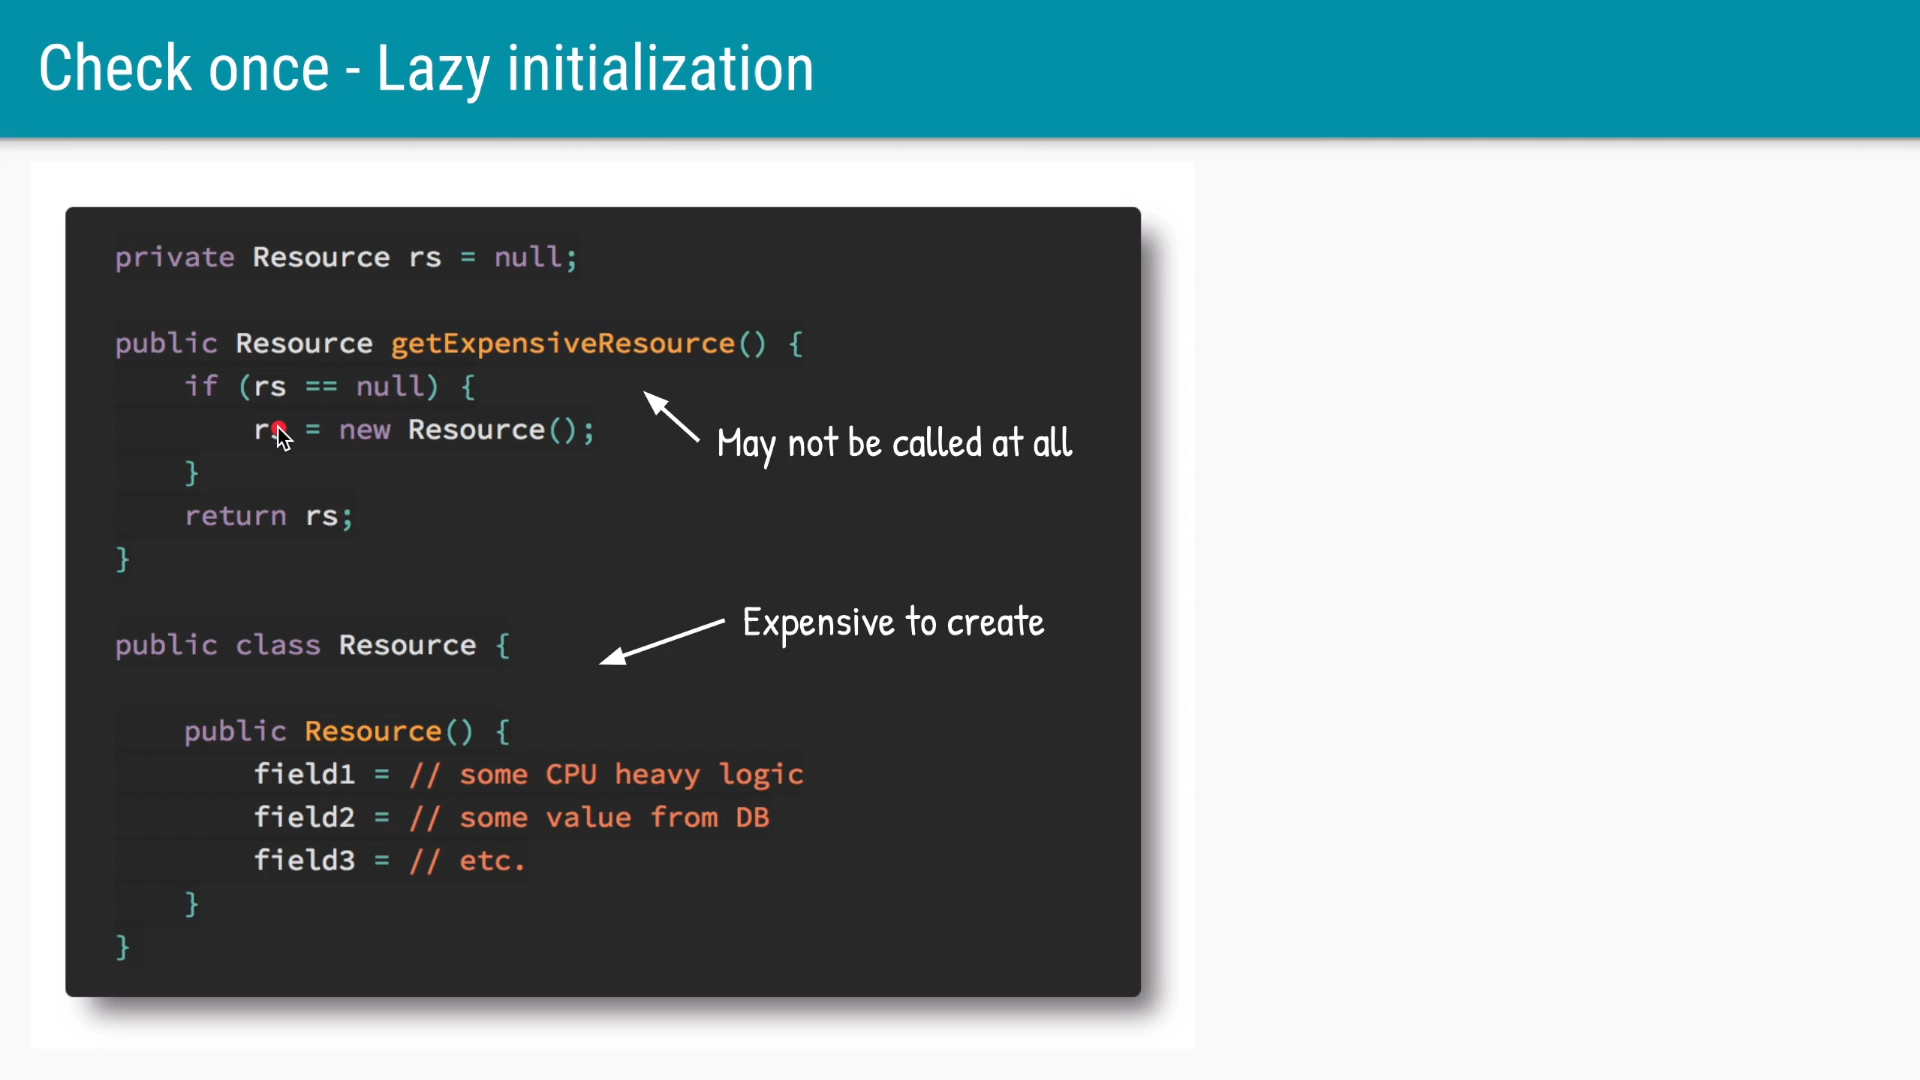 Check once - Lazy initialization
private Resource rs = null;
public Resource getExpensiveResource() {
if (rs == null) {
rs = new Resource();
May not be called at all
}
return rs;
}
Expensive to create
public class Resource {
public Resource() {
field1 = // some CPU heavy logic
field2 = // some value from DB
field3 = // etc.
}
}